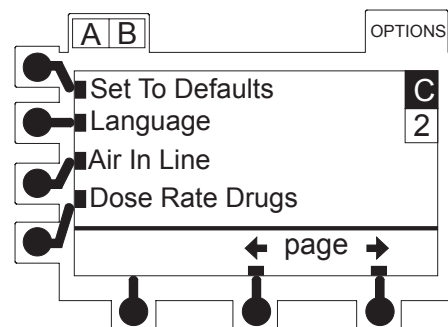 A B
OPTIONS
Set To Defaults
C
Language
2
Air In Line
Dose Rate Drugs
← page →